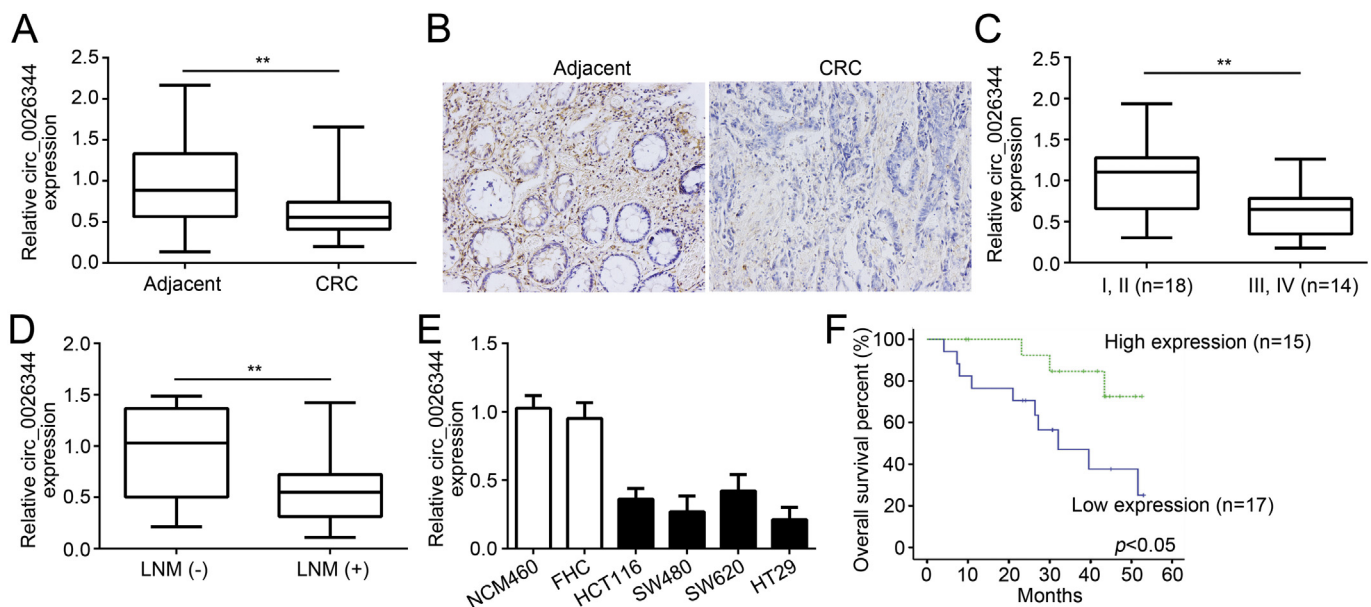 A
Relative circ_0026344
expression
2.5
2.0
1.5
1.0
0.5
0.0
**
Adjacent
CRC
B
Adjacent
CRC
C
Relative circ_0026344
expression
2.5
2.0
1.5
1.0
0.5
0.0
**
I, II (n=18)
III, IV (n=14)
D
Relative circ_0026344
expression
2.0
1.5
1.0
0.5
0.0
**
LNM (-)
LNM (+)
E
Relative circ_0026344
expression
1.5
1.0
0.5
0.0
NCM460
FHC
HCT116
SW480
SW620
HT29
F
Overall survival percent (%)
100
80
60
40
20
0
High expression (n=15)
Low expression (n=17)
p<0.05
0
10
20
30
40
50
60
Months